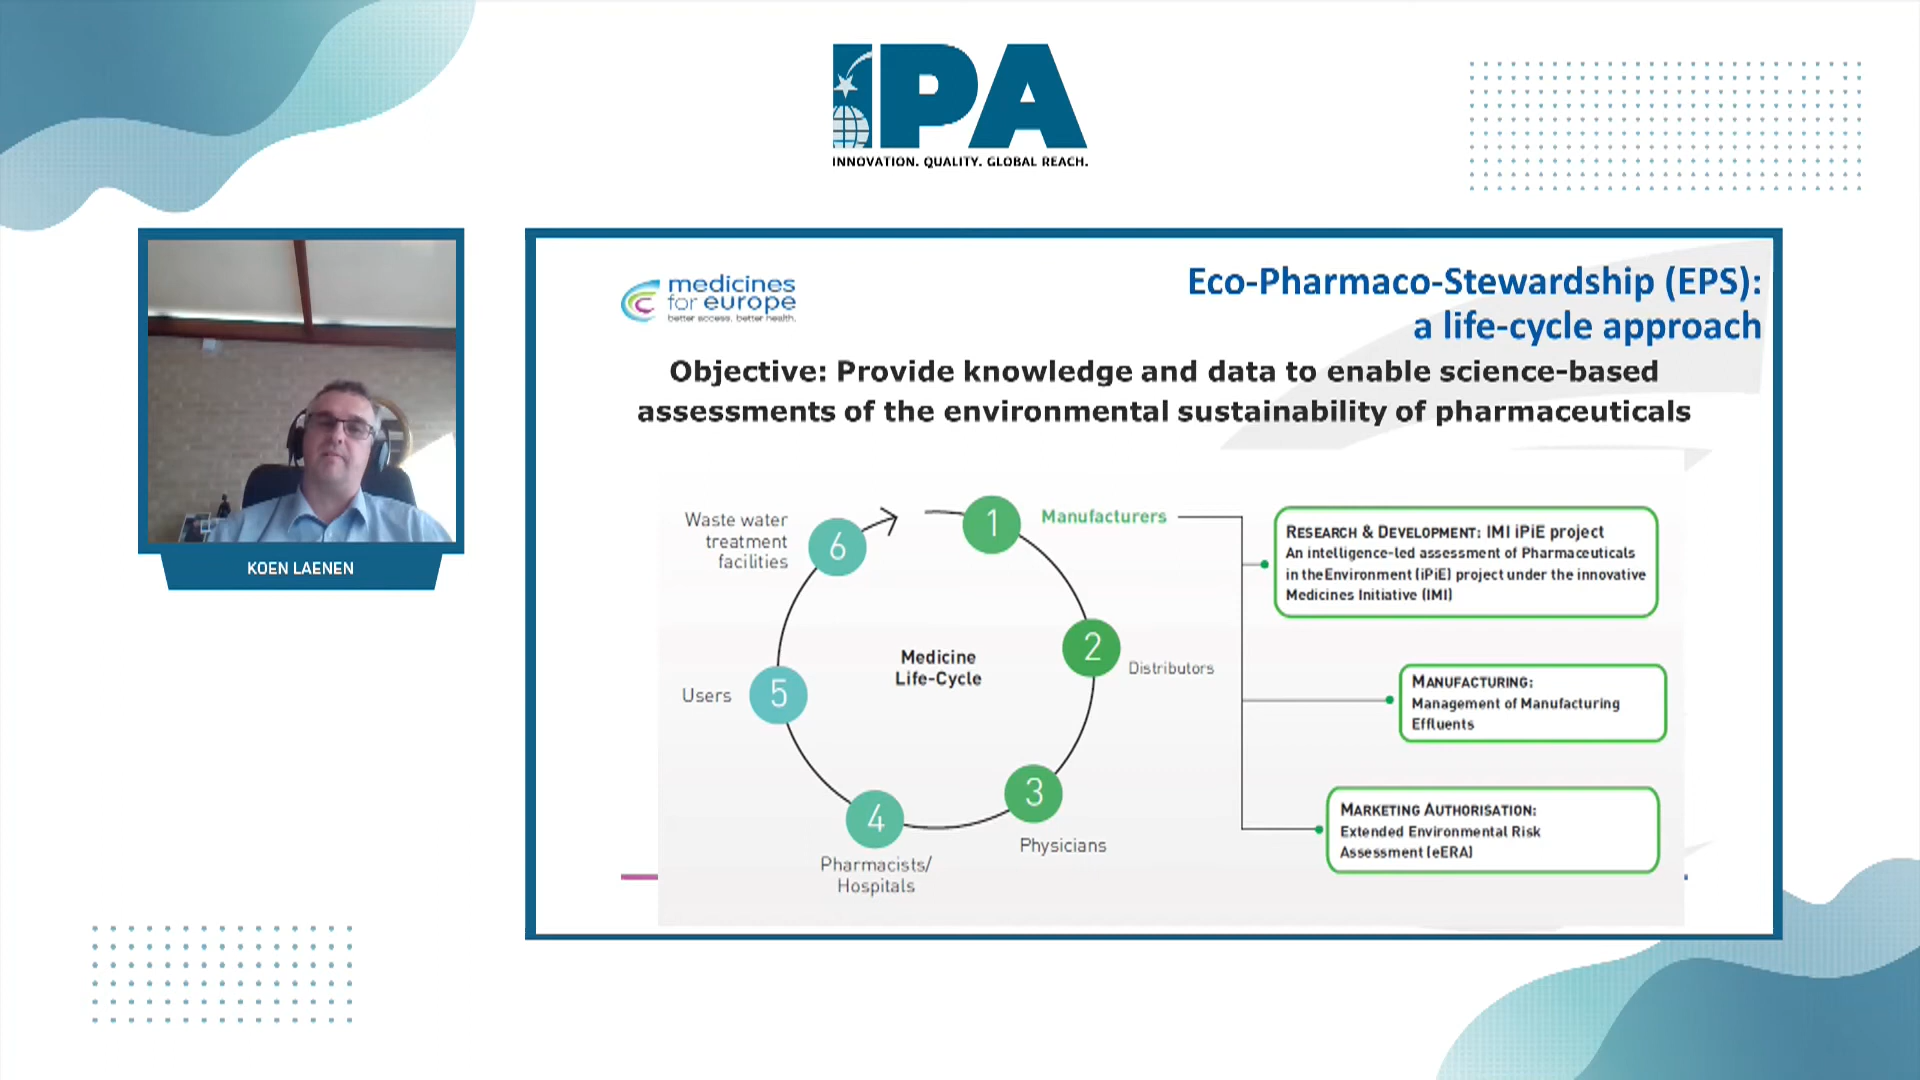 IPA
INNOVATION. QUALITY. GLOBAL REACH.
KOEN LAENEN
medicines
for europe
better access. better health.
Eco-Pharmaco-Stewardship (EPS):
a life-cycle approach
Objective: Provide knowledge and data to enable science-based
assessments of the environmental sustainability of pharmaceuticals
Medicine
Life-Cycle
1
Manufacturers
2
Distributors
3
Physicians
4
Pharmacists/
Hospitals
5
Users
6
Waste water
treatment
facilities
RESEARCH & DEVELOPMENT: IMI iPiE project
An intelligence-led assessment of Pharmaceuticals
in theEnvironment (iPiE) project under the innovative
Medicines Initiative (IMI)
MANUFACTURING:
Management of Manufacturing
Effluents
MARKETING AUTHORISATION:
Extended Environmental Risk
Assessment (eERA)